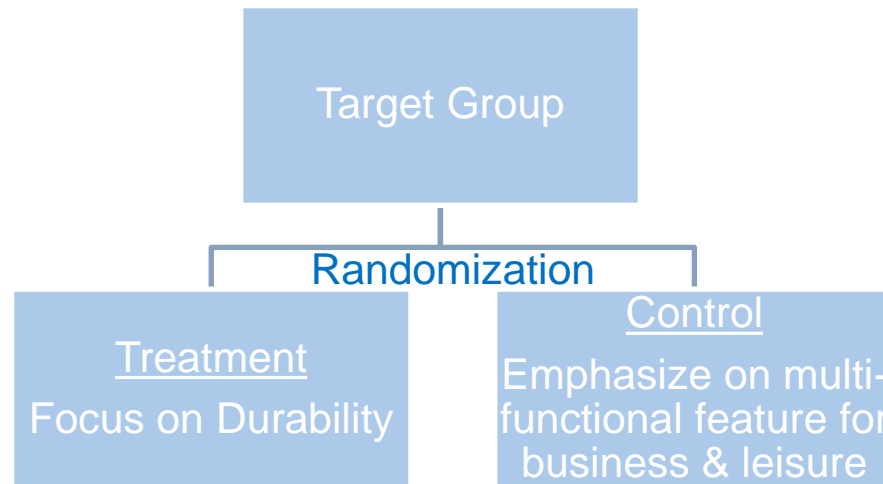 Target Group
Randomization
Treatment
Focus on Durability
Control
Emphasize on multi-
functional feature for
business & leisure